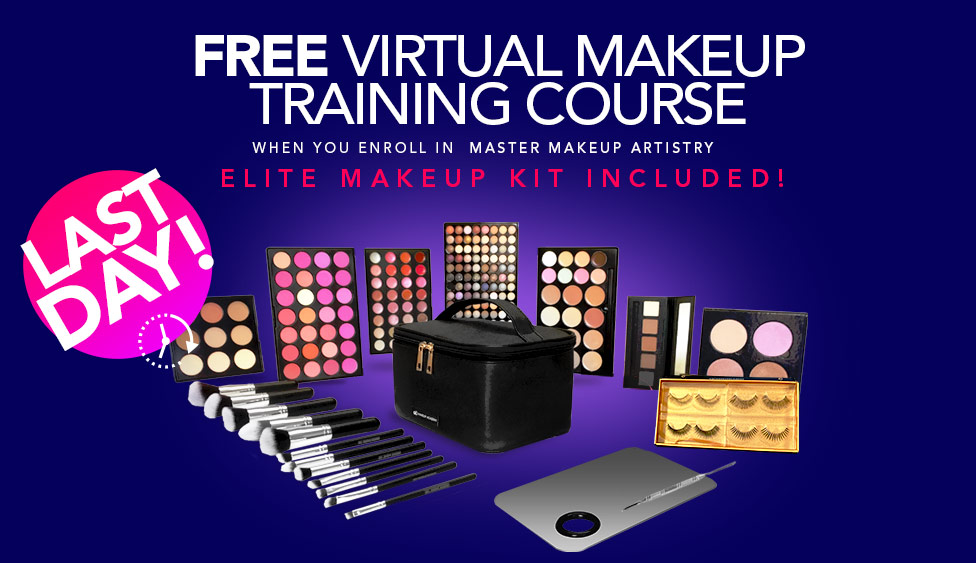 FREE VIRTUAL MAKEUP
TRAINING COURSE
WHEN YOU ENROLL IN MASTER MAKEUP ARTISTRY
ELITE MAKEUP KIT INCLUDED!
LAST
DAY!